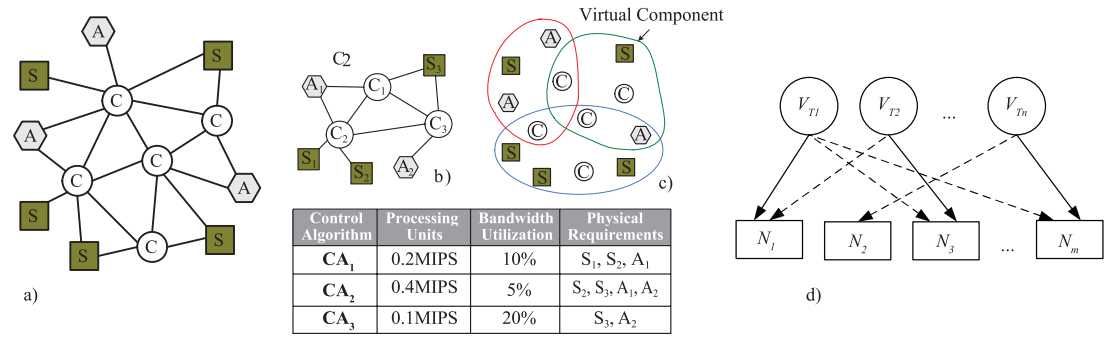 A
S
S
C
C
A
C
C
A
S
S
C
S
a)
C2
A1
C1
S3
C2
C3
S1
S2
A2
b)
Virtual Component
A
S
S
C
C
A
C
C
A
S
S
C
S
c)
Control Algorithm | Processing Units | Bandwidth Utilization | Physical Requirements
CA1 | 0.2MIPS | 10% | S1, S2, A1
CA2 | 0.4MIPS | 5% | S2, S3, A1, A2
CA3 | 0.1MIPS | 20% | S3, A2
VT1
VT2
...
VTn
N1
N2
N3
...
Nm
d)